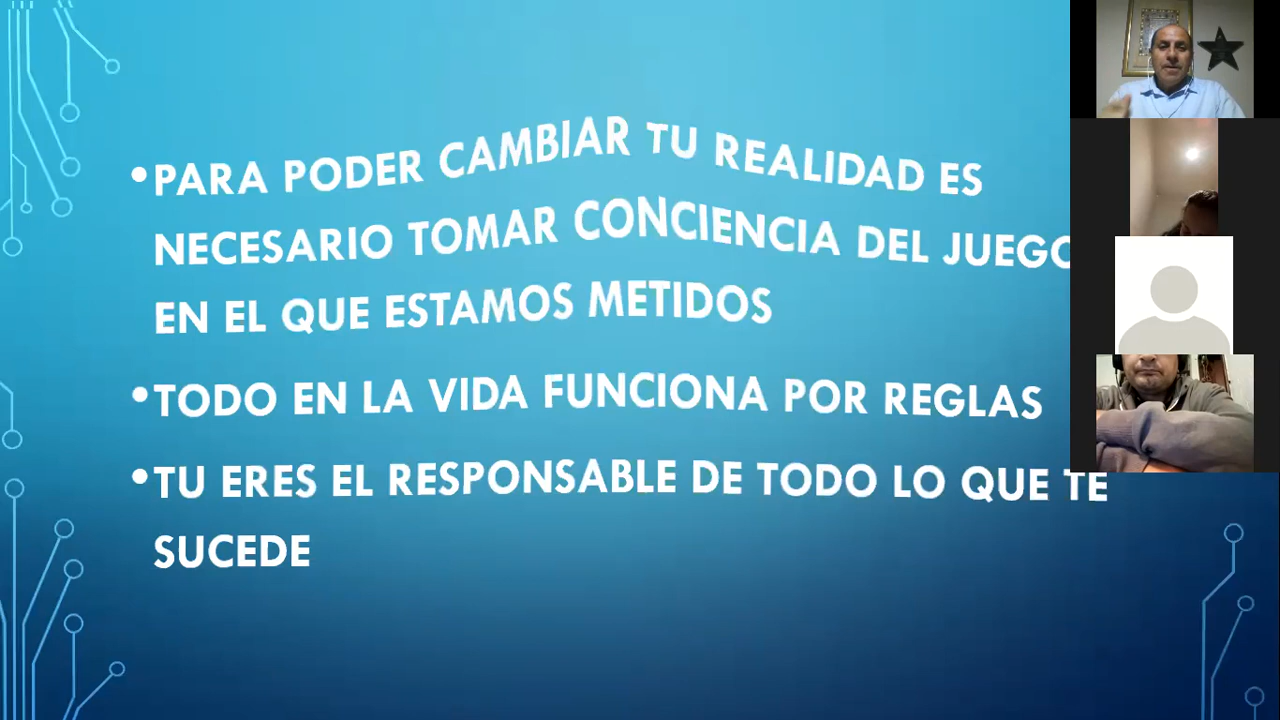 •PARA PODER CAMBIAR TU REALIDAD ES
NECESARIO TOMAR CONCIENCIA DEL JUEGO
EN EL QUE ESTAMOS METIDOS
•TODO EN LA VIDA FUNCIONA POR REGLAS
•TU ERES EL RESPONSABLE DE TODO LO QUE TE
SUCEDE